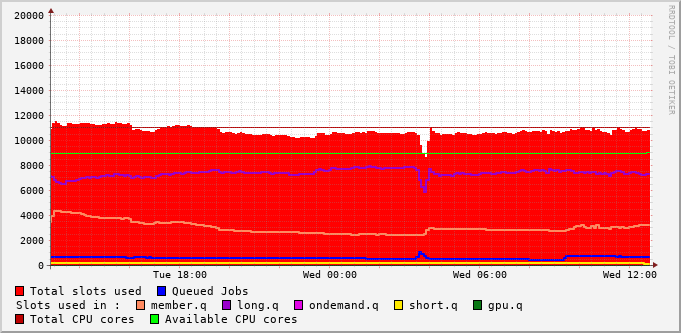 20000
18000
16000
14000
12000
10000
8000
6000
4000
2000
0
Tue 18:00 Wed 00:00 Wed 06:00 Wed 12:00
Total slots used Queued Jobs
Slots used in : member.q long.q ondemand.q short.q gpu.q
Total CPU cores Available CPU cores
RRDTOOL / TOBI OETIKER